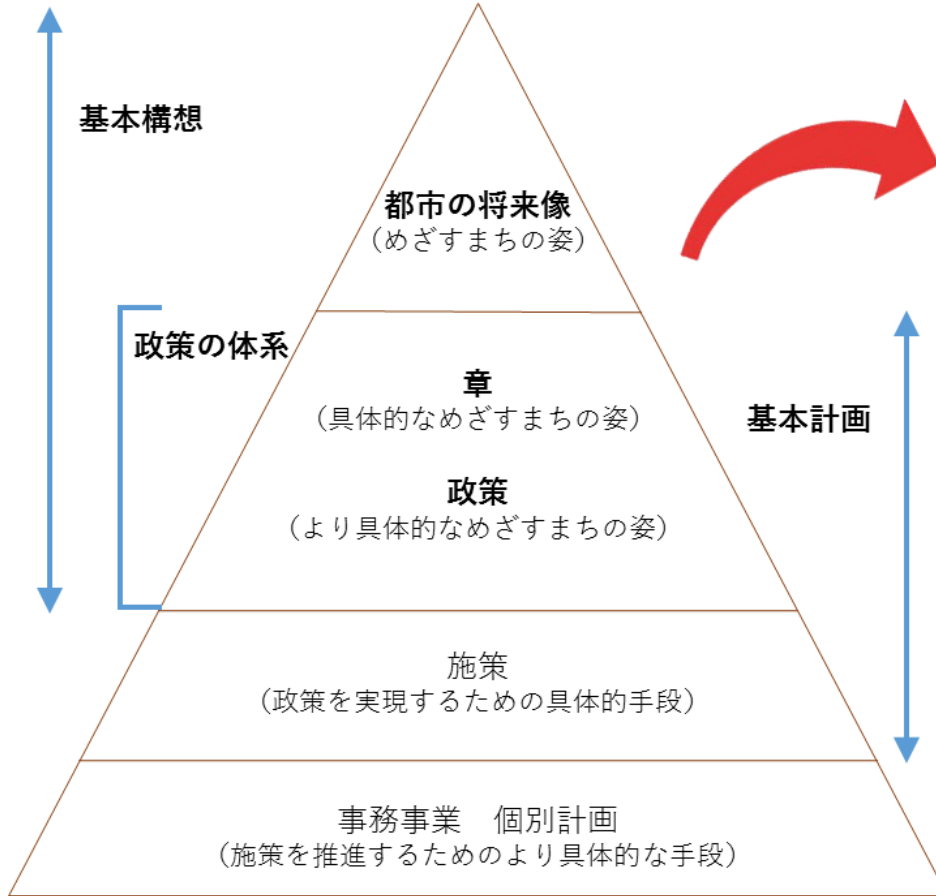 基本構想
都市の将来像
（めざすまちの姿）
政策の体系
章
（具体的なめざすまちの姿）
基本計画
政策
（より具体的なめざすまちの姿）
施策
（政策を実現するための具体的手段）
事務事業　個別計画
（施策を推進するためのより具体的な手段）